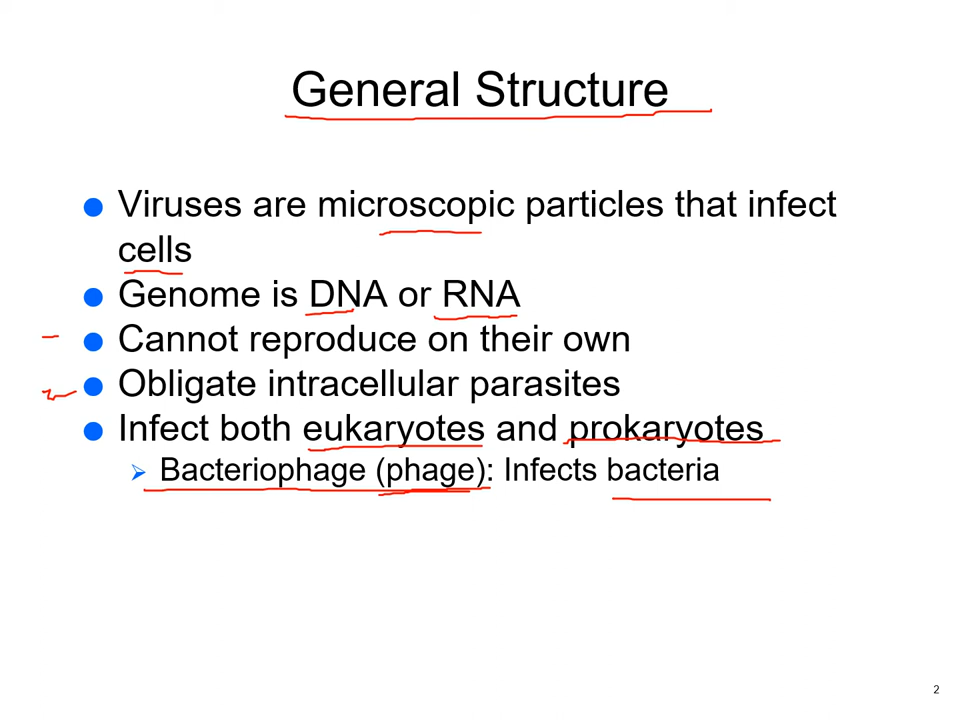 General Structure
Viruses are microscopic particles that infect
cells
Genome is DNA or RNA
Cannot reproduce on their own
Obligate intracellular parasites
Infect both eukaryotes and prokaryotes
Bacteriophage (phage): Infects bacteria
2